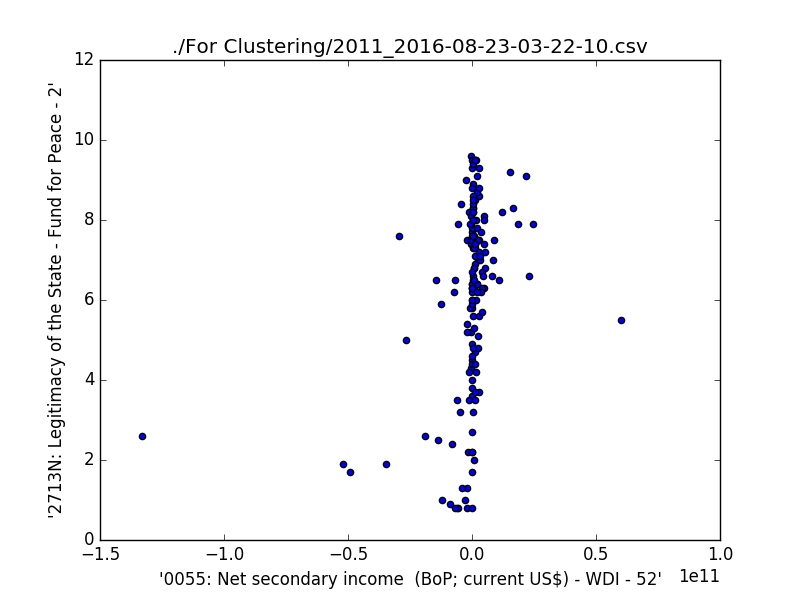 ./For Clustering/2011_2016-08-23-03-22-10.csv
12
10
8
6
4
2
0
'2713N: Legitimacy of the State - Fund for Peace - 2'
−1.5 −1.0 −0.5 0.0 0.5 1.0
1e11
'0055: Net secondary income  (BoP; current US$) - WDI - 52'